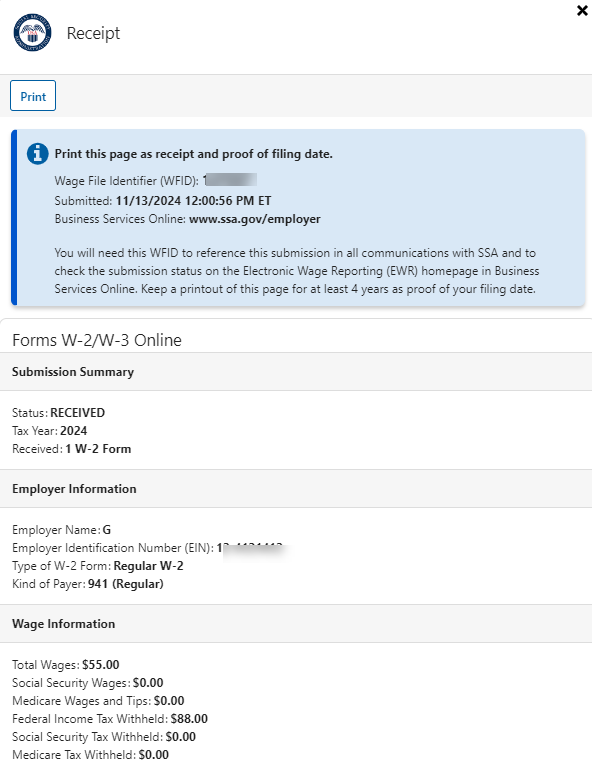 Receipt
Print
Print this page as receipt and proof of filing date.
Wage File Identifier (WFID):
Submitted: 11/13/2024 12:00:56 PM ET
Business Services Online: www.ssa.gov/employer
You will need this WFID to reference this submission in all communications with SSA and to
check the submission status on the Electronic Wage Reporting (EWR) homepage in Business
Services Online. Keep a printout of this page for at least 4 years as proof of your filing date.
Forms W-2/W-3 Online
Submission Summary
Status: RECEIVED
Tax Year: 2024
Received: 1 W-2 Form
Employer Information
Employer Name: G
Employer Identification Number (EIN):
Type of W-2 Form: Regular W-2
Kind of Payer: 941 (Regular)
Wage Information
Total Wages: $55.00
Social Security Wages: $0.00
Medicare Wages and Tips: $0.00
Federal Income Tax Withheld: $88.00
Social Security Tax Withheld: $0.00
Medicare Tax Withheld: $0.00